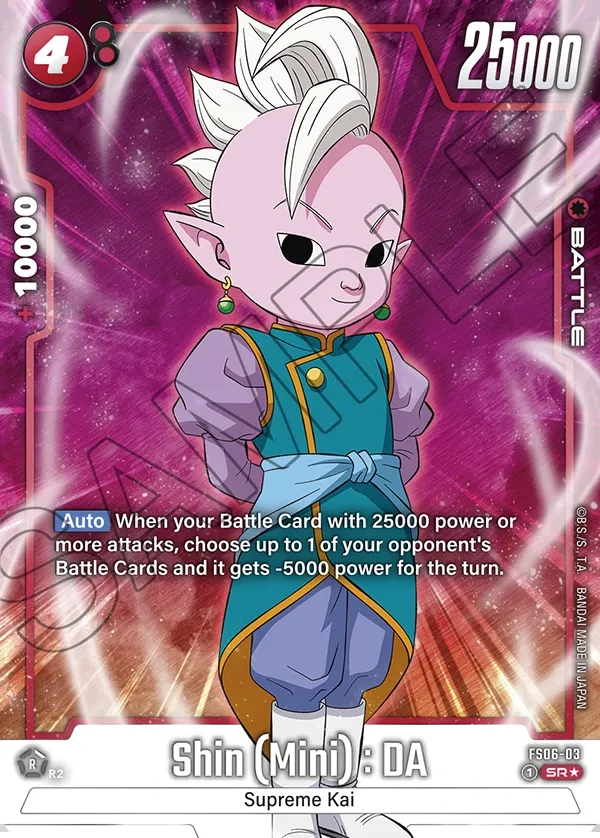 4
25000
+10000
BATTLE
SAMPLE
Auto When your Battle Card with 25000 power or
more attacks, choose up to 1 of your opponent's
Battle Cards and it gets -5000 power for the turn.
©B.S./S., T.A BANDAI MADE IN JAPAN
Shin (Mini) : DA
FS06-03
R R2
1 SR★
Supreme Kai